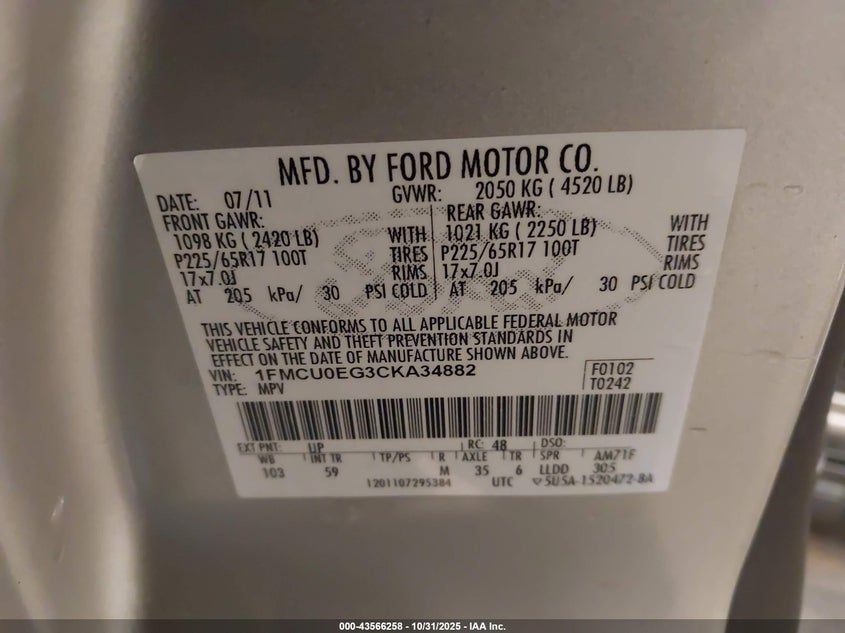 MFD. BY FORD MOTOR CO.
DATE: 07/11 GVWR: 2050 KG ( 4520 LB)
FRONT GAWR: REAR GAWR:
1098 KG ( 2420 LB) WITH 1021 KG ( 2250 LB) WITH
P225/65R17 100T TIRES P225/65R17 100T TIRES
17x7.0J RIMS 17x7.0J RIMS
AT 205 kPa/ 30 PSI COLD AT 205 kPa/ 30 PSI COLD
THIS VEHICLE CONFORMS TO ALL APPLICABLE FEDERAL MOTOR
VEHICLE SAFETY AND THEFT PREVENTION STANDARDS IN
EFFECT ON THE DATE OF MANUFACTURE SHOWN ABOVE.
VIN: 1FMCU0EG3CKA34882 F0102
TYPE: MPV T0242
EXT PNT: UP RC: 48 DSO:
WB INT TR TP/PS R AXLE TR SPR AM71F
103 59 M 35 6 LLDD 305
1201107295384 UTC 5U5A-1520472-BA
000-43566258 - 10/31/2025 - IAA Inc.